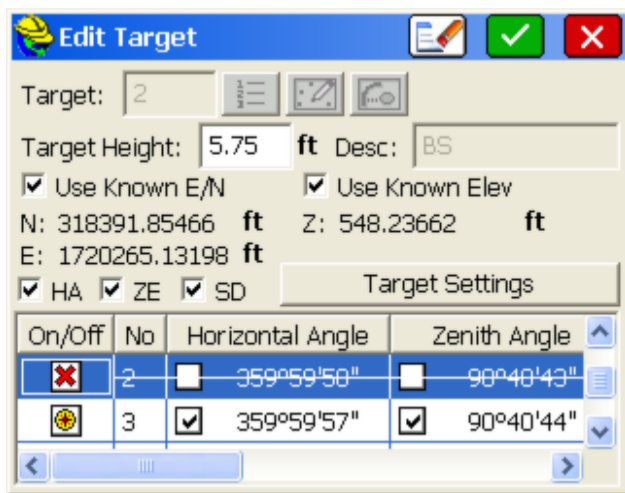 Edit Target
Target: 2
Target Height: 5.75 ft Desc: BS
Use Known E/N Use Known Elev
N: 318391.85466 ft Z: 548.23662 ft
E: 1720265.13198 ft
HA ZE SD Target Settings
On/Off No Horizontal Angle Zenith Angle
2 359°59'50" 90°40'43"
3 359°59'57" 90°40'44"